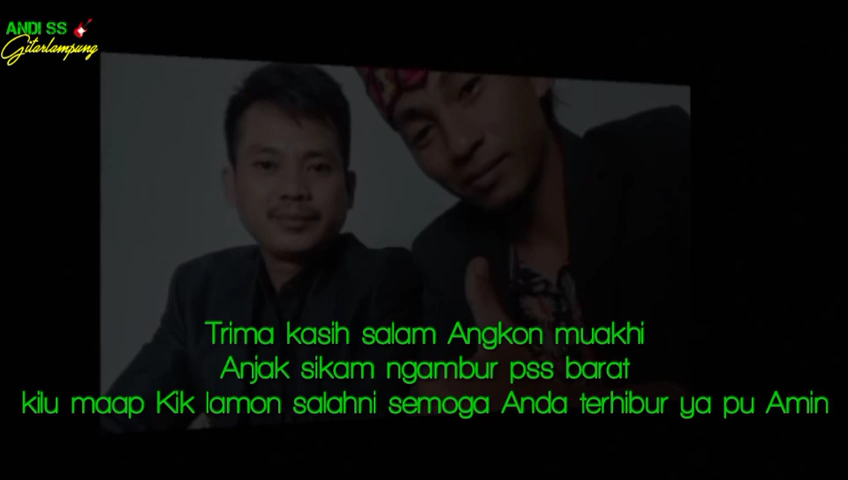 ANDI SS
Gitarlampung
Trima kasih salam Angkon muakhi
Anjak sikam ngambur pss barat
kilu maap Kik lamon salahni semoga Anda terhibur ya pu Amin